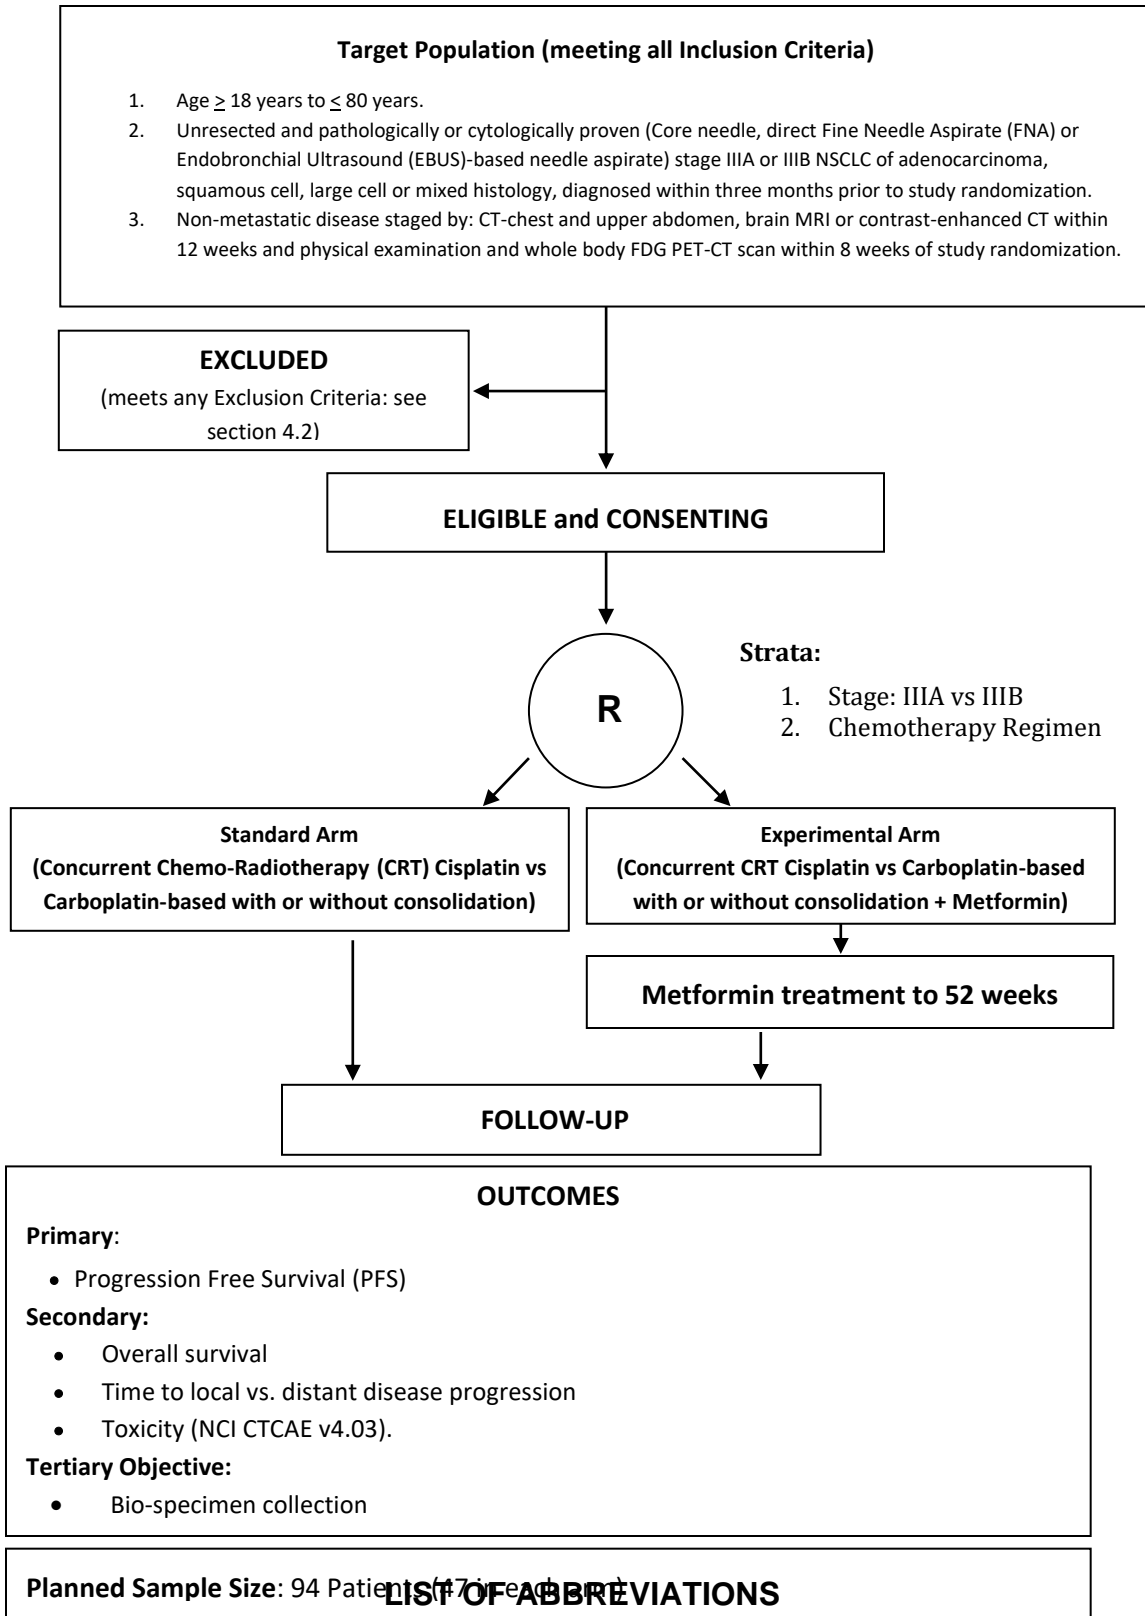 Target Population (meeting all Inclusion Criteria)
1. Age > 18 years to < 80 years.
2. Unresected and pathologically or cytologically proven (Core needle, direct Fine Needle Aspirate (FNA) or
Endobronchial Ultrasound (EBUS)-based needle aspirate) stage IIIA or IIIB NSCLC of adenocarcinoma,
squamous cell, large cell or mixed histology, diagnosed within three months prior to study randomization.
3. Non-metastatic disease staged by: CT-chest and upper abdomen, brain MRI or contrast-enhanced CT within
12 weeks and physical examination and whole body FDG PET-CT scan within 8 weeks of study randomization.
EXCLUDED
(meets any Exclusion Criteria: see
section 4.2)
ELIGIBLE and CONSENTING
R
Strata:
1. Stage: IIIA vs IIIB
2. Chemotherapy Regimen
Standard Arm
(Concurrent Chemo-Radiotherapy (CRT) Cisplatin vs
Carboplatin-based with or without consolidation)
Experimental Arm
(Concurrent CRT Cisplatin vs Carboplatin-based
with or without consolidation + Metformin)
Metformin treatment to 52 weeks
FOLLOW-UP
OUTCOMES
Primary:
• Progression Free Survival (PFS)
Secondary:
• Overall survival
• Time to local vs. distant disease progression
• Toxicity (NCI CTCAE v4.03).
Tertiary Objective:
• Bio-specimen collection
Planned Sample Size: 94 Patients (47 in each arm)
LIST OF ABBREVIATIONS